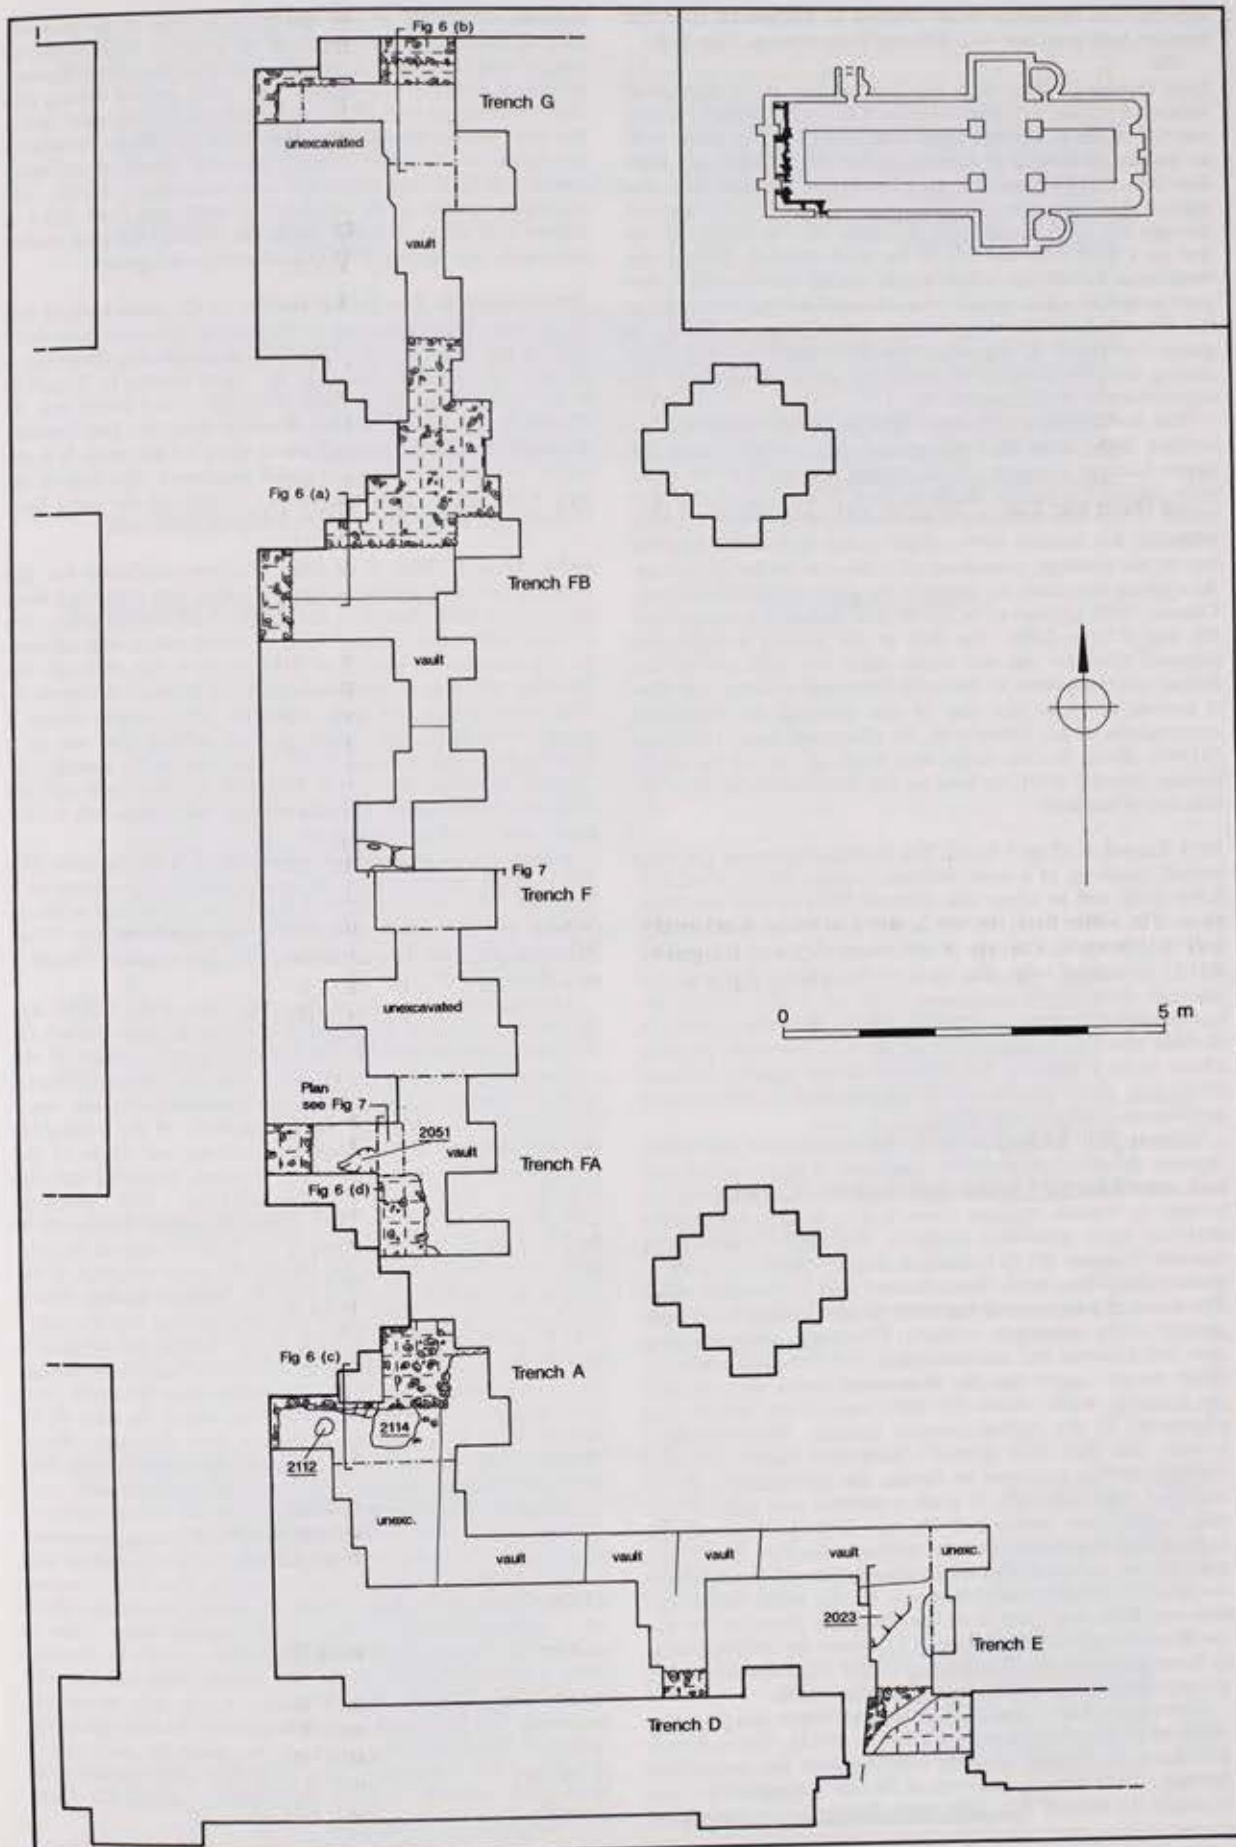 Fig 6 (b)
Trench G
unexcavated
vault
Fig 6 (a)
Trench FB
vault
Fig 7
Trench F
unexcavated
0 5 m
Plan
see Fig 7
2051
vault
Trench FA
Fig 6 (d)
Fig 6 (c)
Trench A
2114
2112
unexc.
vault
vault
vault
vault
unexc.
2023
Trench E
Trench D